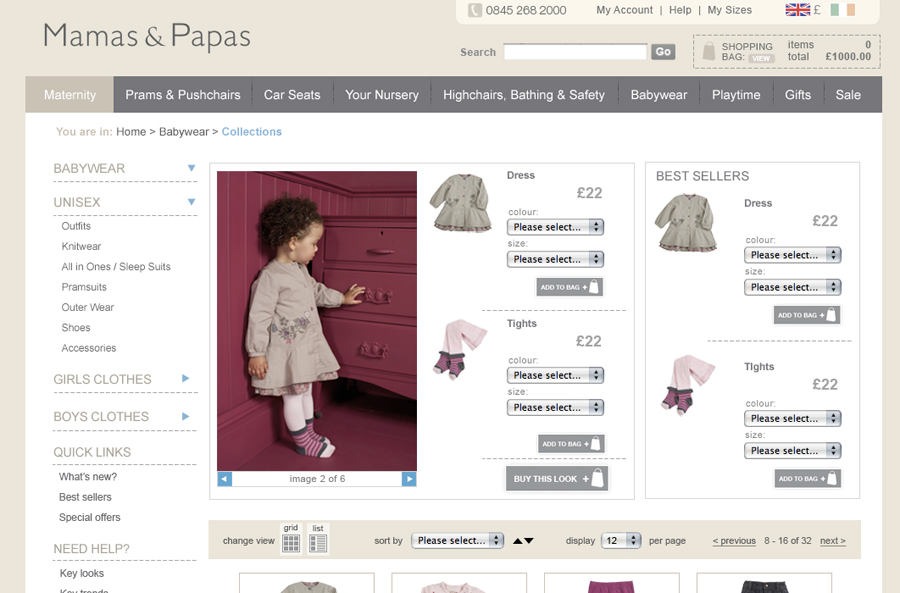 0845 268 2000
My Account | Help | My Sizes
£
Mamas & Papas
Search
Go
SHOPPING
BAG: VIEW
items 0
total £1000.00
Maternity
Prams & Pushchairs
Car Seats
Your Nursery
Highchairs, Bathing & Safety
Babywear
Playtime
Gifts
Sale
You are in: Home > Babywear > Collections
BABYWEAR
UNISEX
Outfits
Knitwear
All in Ones / Sleep Suits
Pramsuits
Outer Wear
Shoes
Accessories
GIRLS CLOTHES
BOYS CLOTHES
QUICK LINKS
What's new?
Best sellers
Special offers
NEED HELP?
Key looks
Key trends
image 2 of 6
Dress
£22
colour:
Please select...
size:
Please select...
ADD TO BAG +
Tights
£22
colour:
Please select...
size:
Please select...
ADD TO BAG +
BUY THIS LOOK +
BEST SELLERS
Dress
£22
colour:
Please select...
size:
Please select...
ADD TO BAG +
TIghts
£22
colour:
Please select...
size:
Please select...
ADD TO BAG +
change view
grid
list
sort by
Please select...
display 12 per page
< previous 8 - 16 of 32 next >